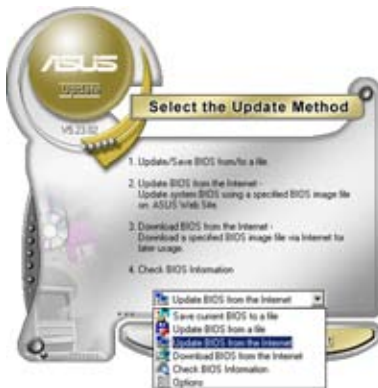 ASUS
Update
V5.23.02
Select the Update Method
1. Update/Save BIOS from/to a file
2. Update BIOS from the Internet -
Update system BIOS using a specified BIOS image file
on ASUS Web Site.
3. Download BIOS from the Internet -
Download a specified BIOS image file via Internet for
later usage.
4. Check BIOS Information
Update BIOS from the Internet
Save current BIOS to a file
Update BIOS from a file
Update BIOS from the Internet
Download BIOS from the Internet
Check BIOS Information
Options